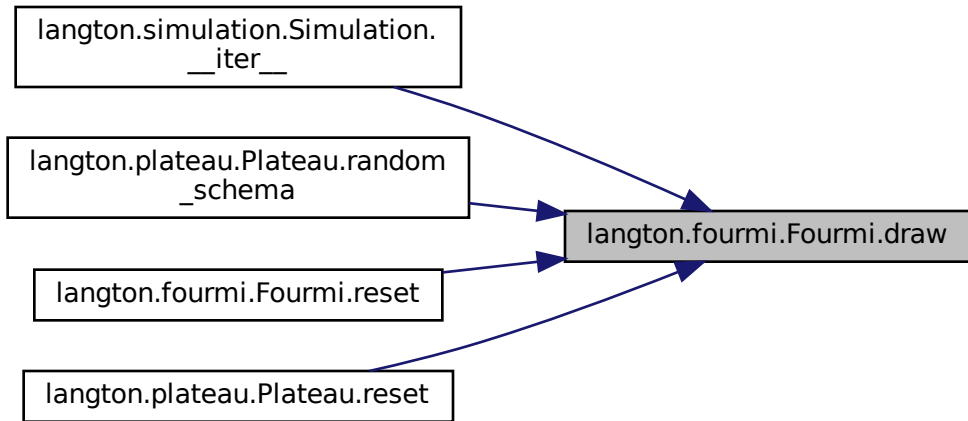 langton.simulation.Simulation.
__iter__
langton.plateau.Plateau.random
_schema
langton.fourmi.Fourmi.draw
langton.fourmi.Fourmi.reset
langton.plateau.Plateau.reset